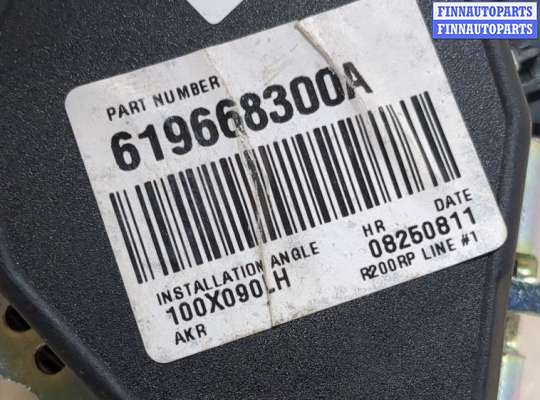 FINNAUTOPARTS
FINNAUTOPARTS
PART NUMBER
619668300A
INSTALLATION ANGLE
100X090LH
AKR
HR DATE
08250811
R200RP LINE #1